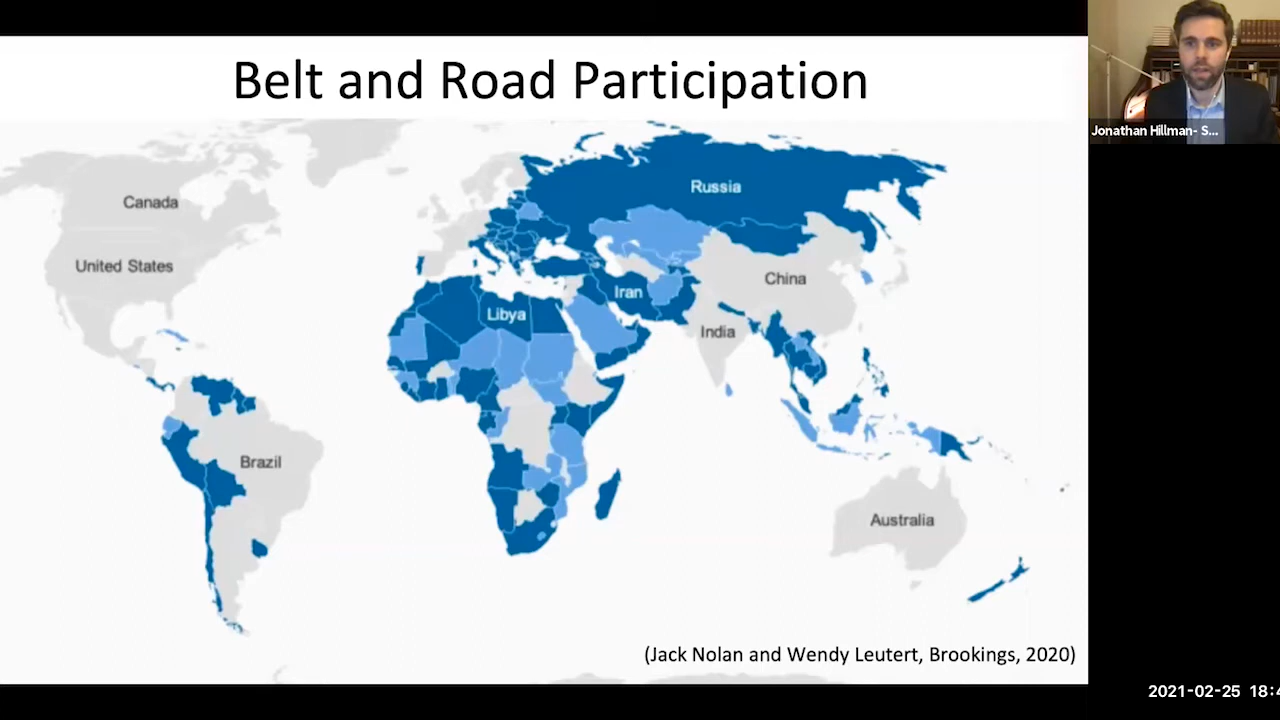 Belt and Road Participation
Jonathan Hillman- S...
Canada
Russia
United States
China
Iran
Libya
India
Brazil
Australia
(Jack Nolan and Wendy Leutert, Brookings, 2020)
2021-02-25 18:4